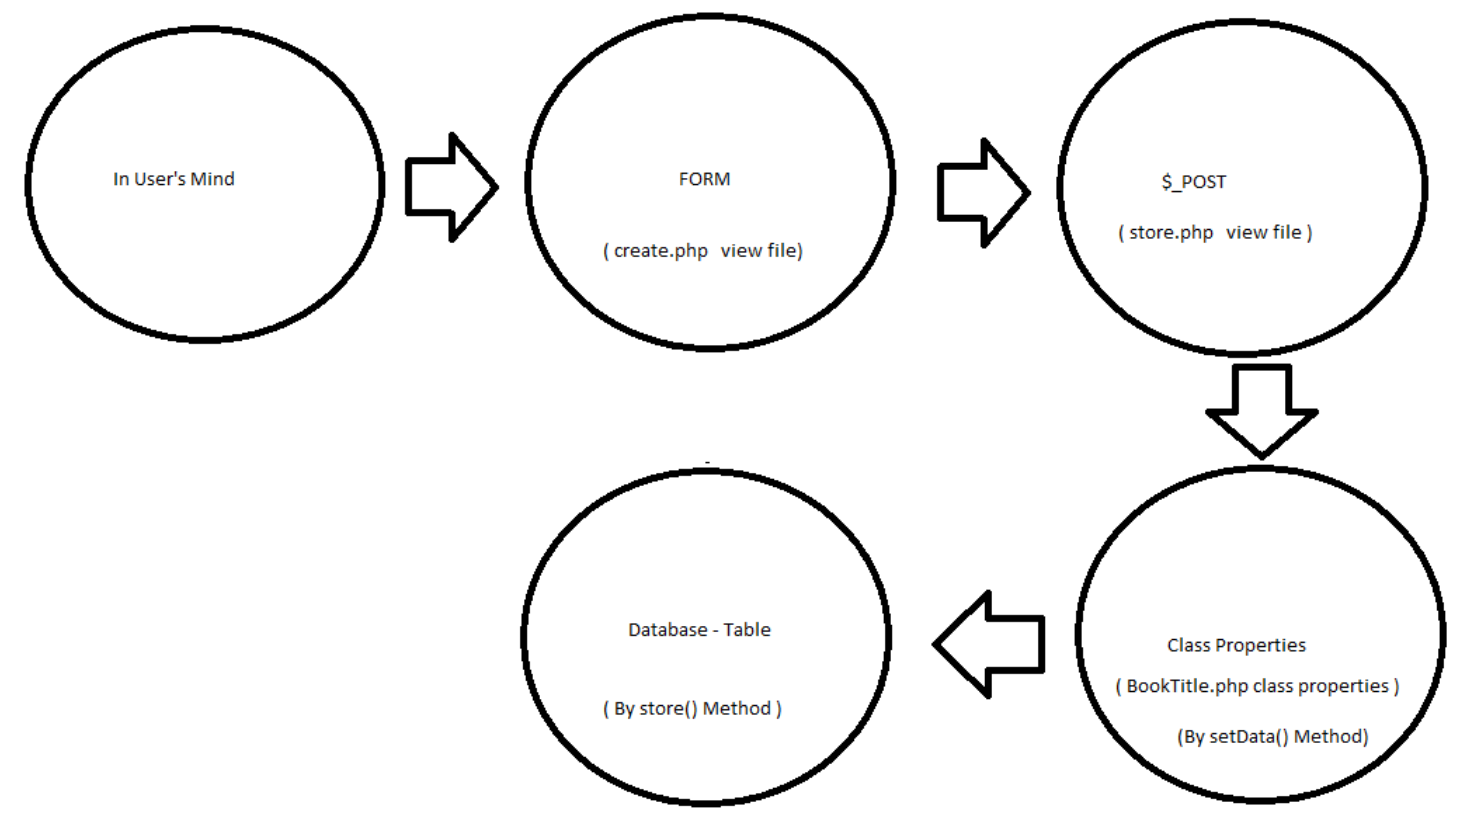 In User's Mind
FORM
( create.php view file)
$_POST
( store.php view file )
Class Properties
( BookTitle.php class properties )
(By setData() Method)
Database - Table
( By store() Method )